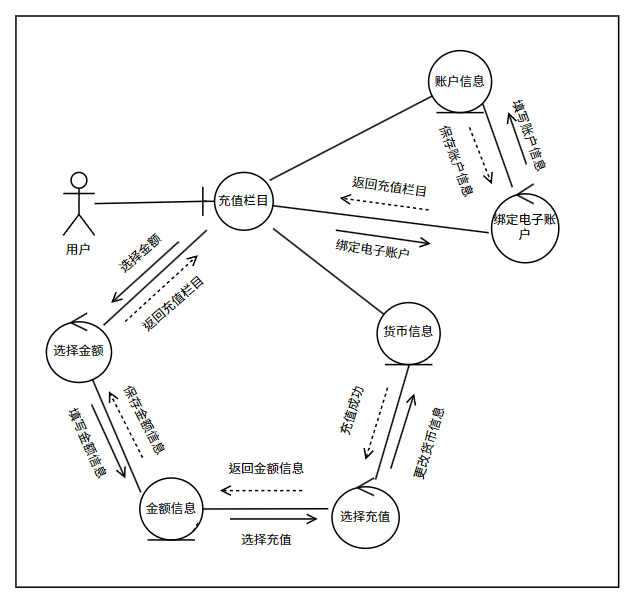 账户信息
填写账户信息
保存账户信息
返回充值栏目
充值栏目
绑定电子账
户
用户
绑定电子账户
选择金额
返回充值栏目
货币信息
选择金额
充值成功
保存金额信息
填写金额信息
更改货币信息
返回金额信息
金额信息
选择充值
选择充值